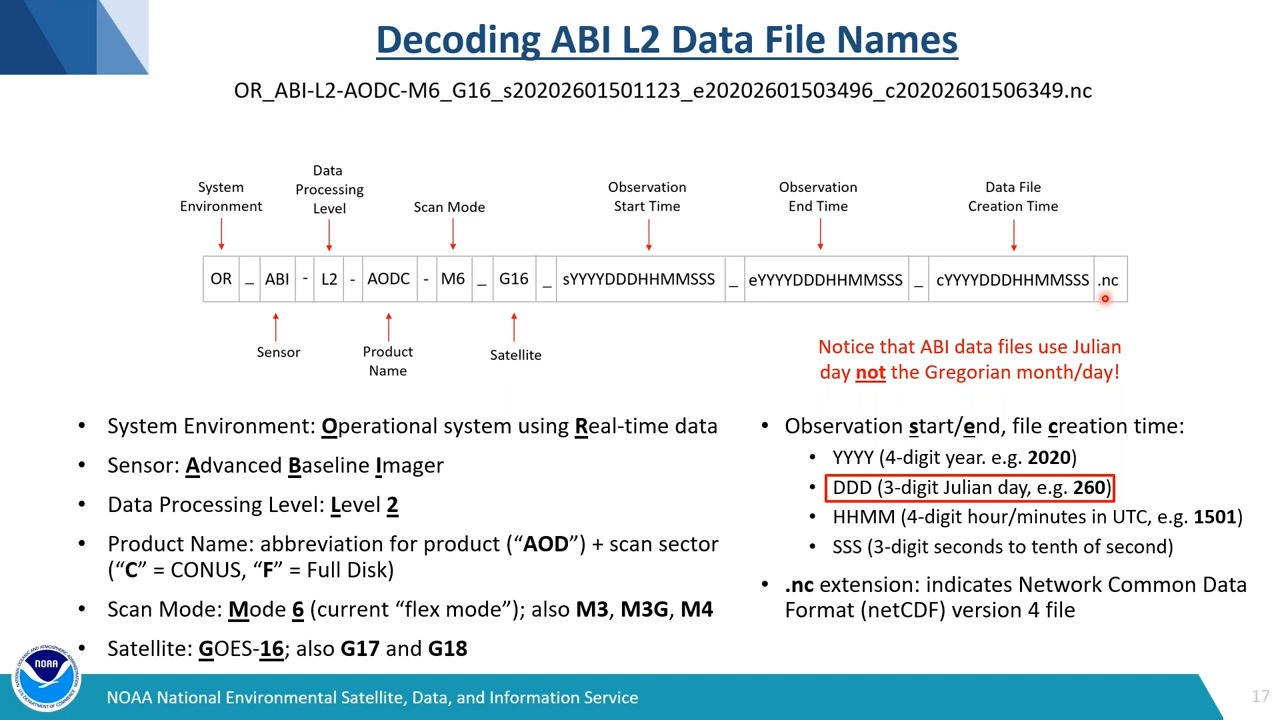 Decoding ABI L2 Data File Names
OR_ABI-L2-AODC-M6_G16_s20202601501123_e20202601503496_c20202601506349.nc
System
Environment
Data
Processing
Level
Scan Mode
Observation
Start Time
Observation
End Time
Data File
Creation Time
OR _ ABI - L2 - AODC - M6 _ G16 _ sYYYYDDDHHMMSSS _ eYYYYDDDHHMMSSS _ cYYYYDDDHHMMSSS .nc
Sensor
Product
Name
Satellite
Notice that ABI data files use Julian
day not the Gregorian month/day!
• System Environment: Operational system using Real-time data
• Sensor: Advanced Baseline Imager
• Data Processing Level: Level 2
• Product Name: abbreviation for product (“AOD”) + scan sector
(“C” = CONUS, “F” = Full Disk)
• Scan Mode: Mode 6 (current “flex mode”); also M3, M3G, M4
• Satellite: GOES-16; also G17 and G18
• Observation start/end, file creation time:
• YYYY (4-digit year. e.g. 2020)
• DDD (3-digit Julian day, e.g. 260)
• HHMM (4-digit hour/minutes in UTC, e.g. 1501)
• SSS (3-digit seconds to tenth of second)
• .nc extension: indicates Network Common Data
Format (netCDF) version 4 file
NOAA
NOAA National Environmental Satellite, Data, and Information Service
17